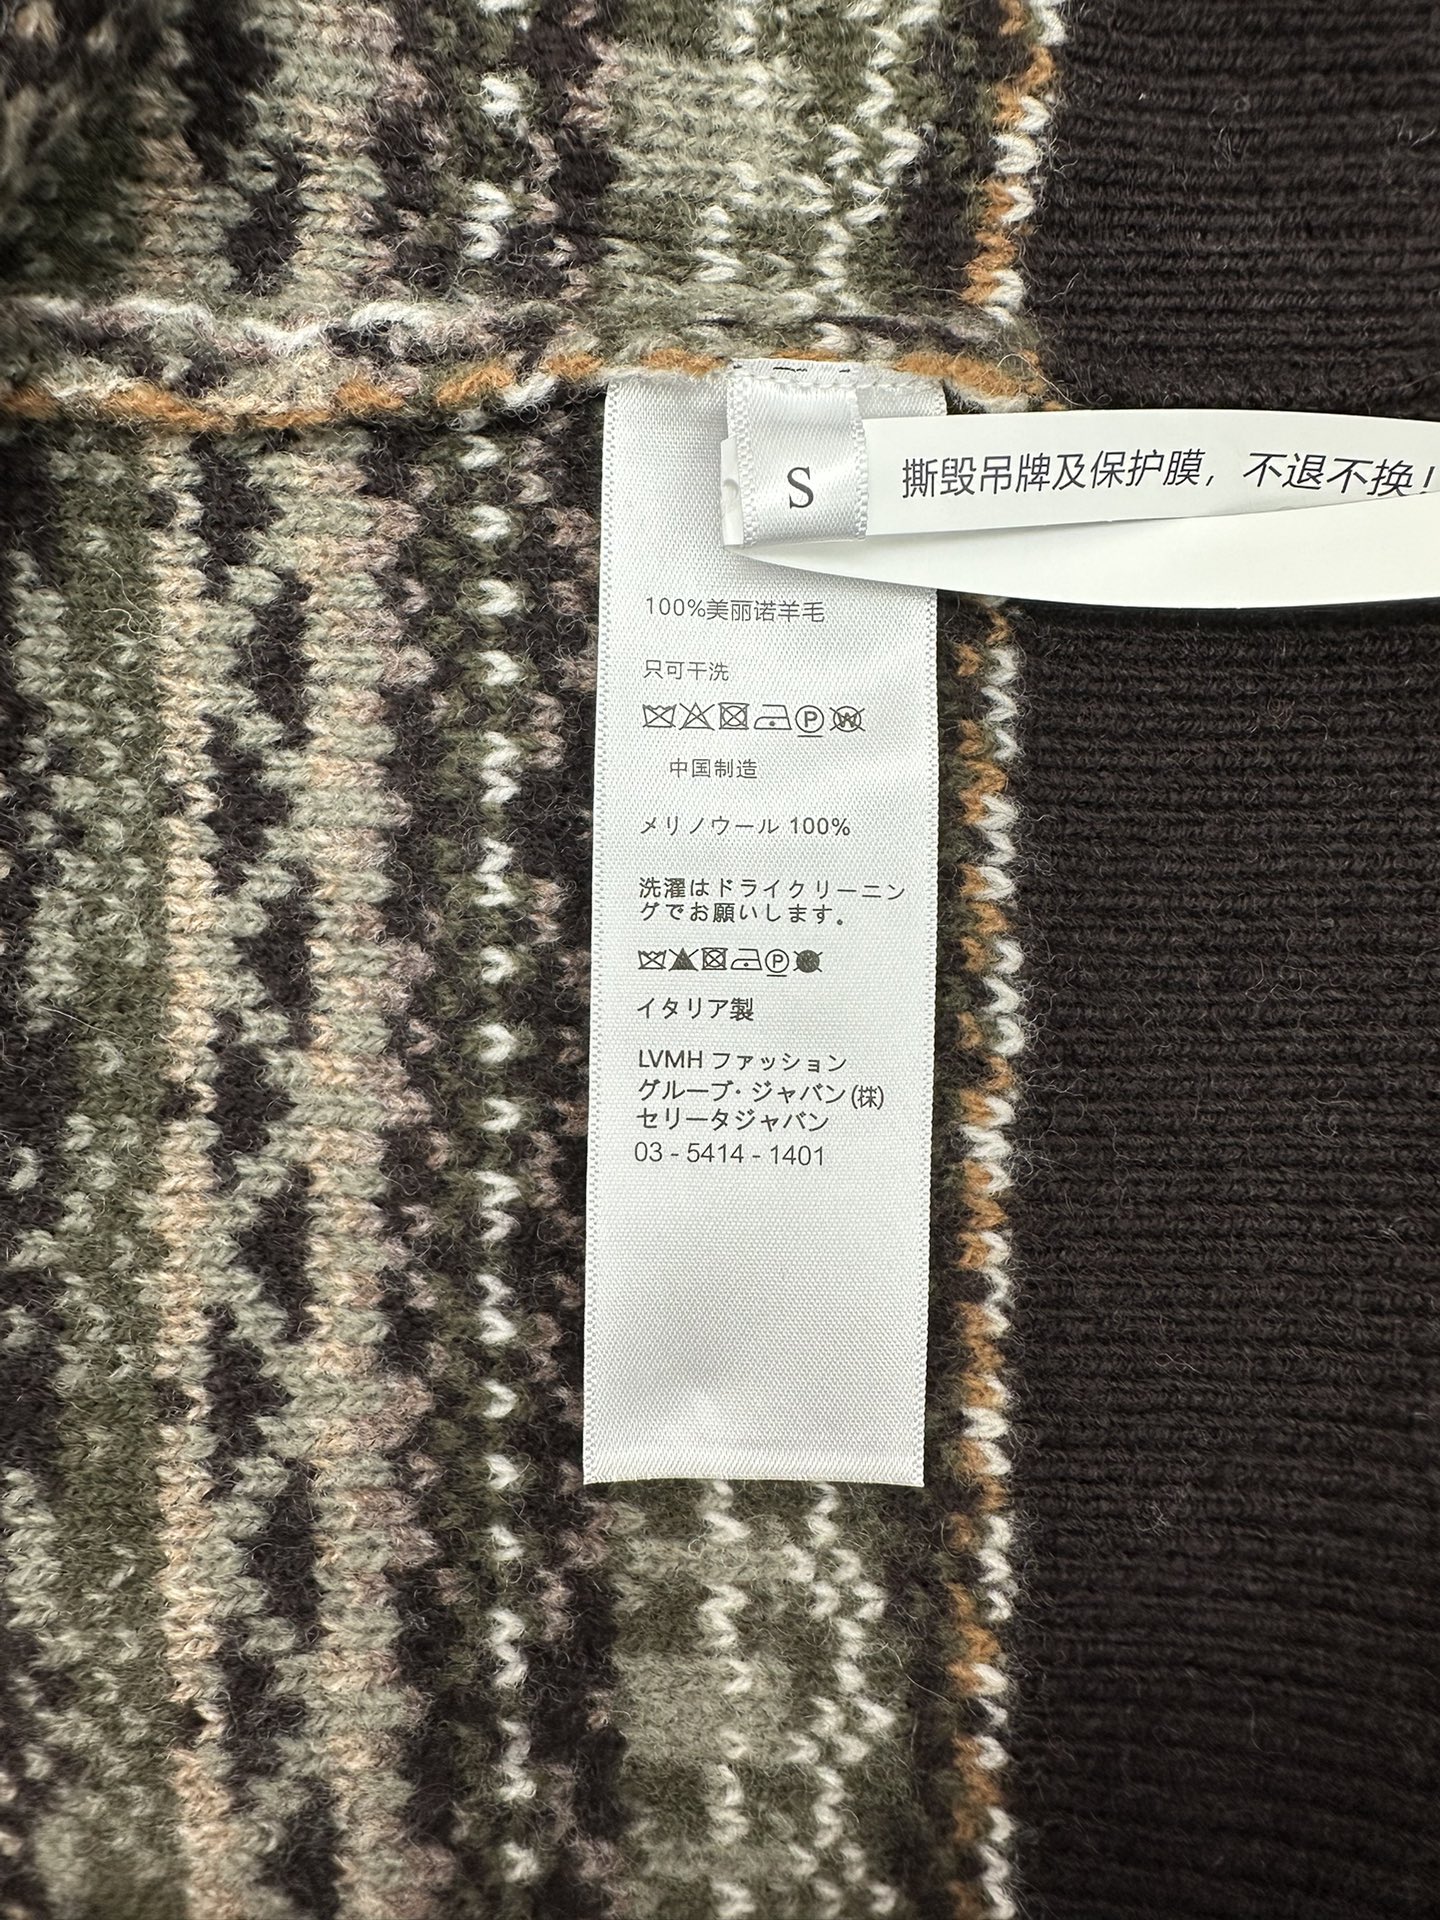 S
撕毁吊牌及保护膜，不退不换！
100%美丽诺羊毛
只可干洗
P W
中国制造
メリノウール 100%
洗濯はドライクリーニン
グでお願いします。
P
イタリア製
LVMH ファッション
グループ・ジャバン(株)
セリータジャバン
03 - 5414 - 1401